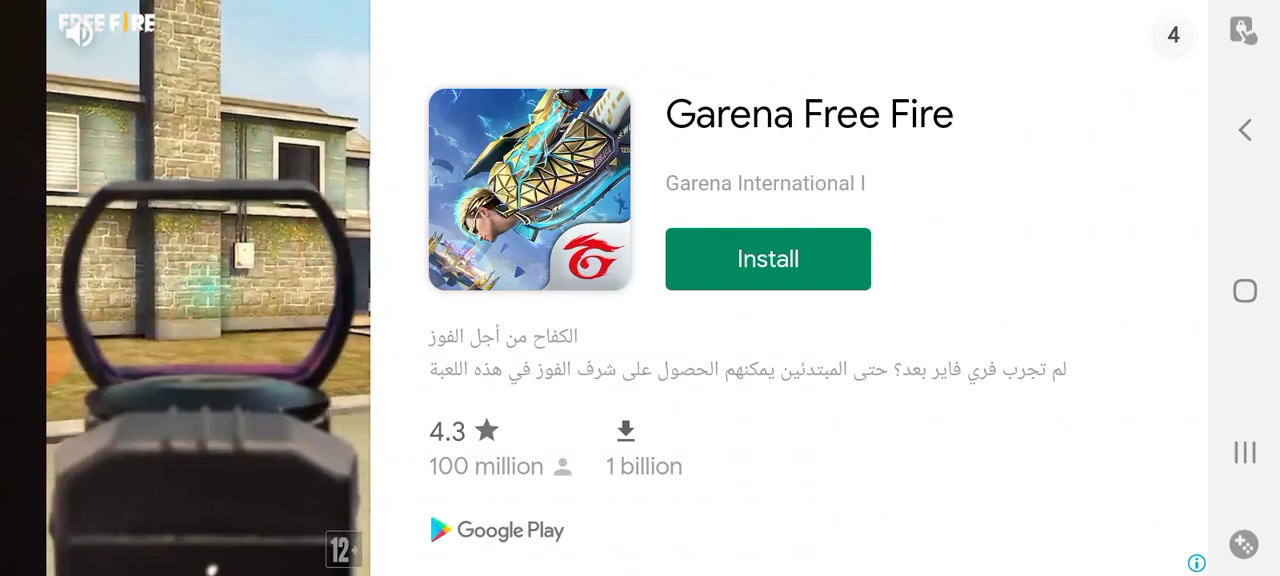 FREE FIRE
4
Garena Free Fire
Garena International I
Install
الكفاح من أجل الفوز
لم تجرب فري فاير بعد؟ حتى المبتدئين يمكنهم الحصول على شرف الفوز في هذه اللعبة
4.3
100 million
1 billion
Google Play
12+